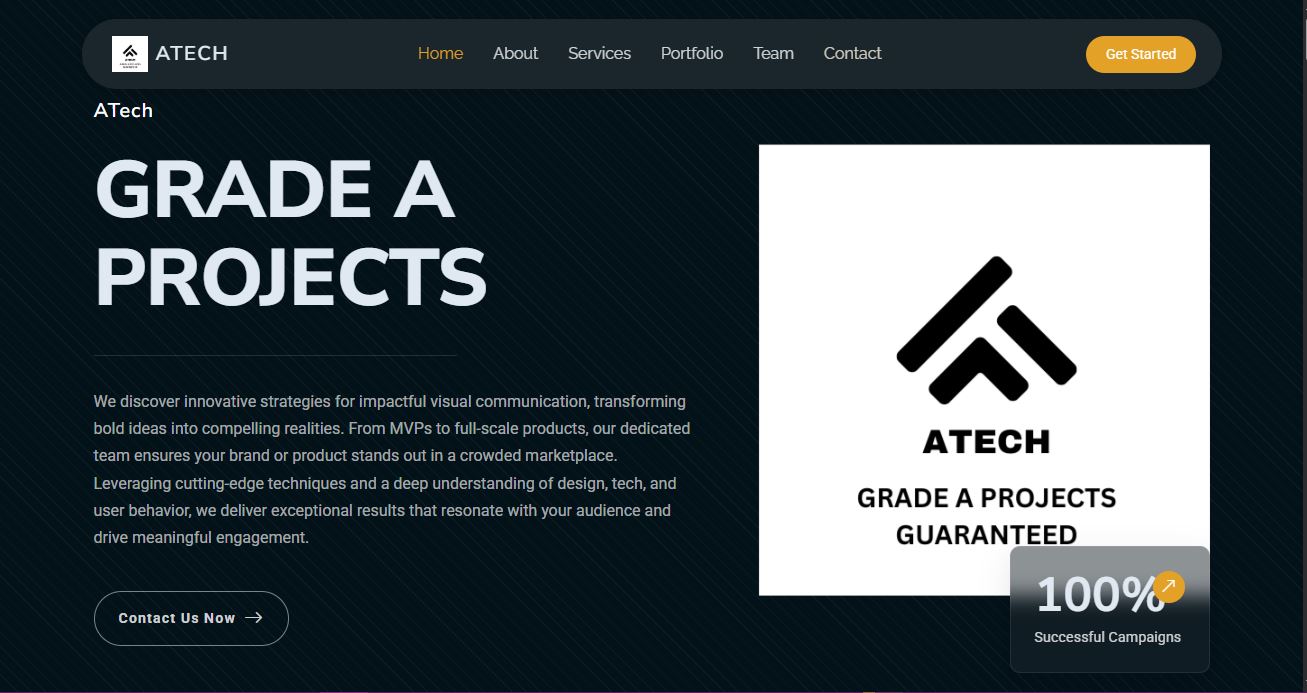 ATECH
Home About Services Portfolio Team Contact
Get Started
ATech
GRADE A
PROJECTS
We discover innovative strategies for impactful visual communication, transforming
bold ideas into compelling realities. From MVPs to full-scale products, our dedicated
team ensures your brand or product stands out in a crowded marketplace.
Leveraging cutting-edge techniques and a deep understanding of design, tech, and
user behavior, we deliver exceptional results that resonate with your audience and
drive meaningful engagement.
Contact Us Now
ATECH
GRADE A PROJECTS
GUARANTEED
100%
Successful Campaigns